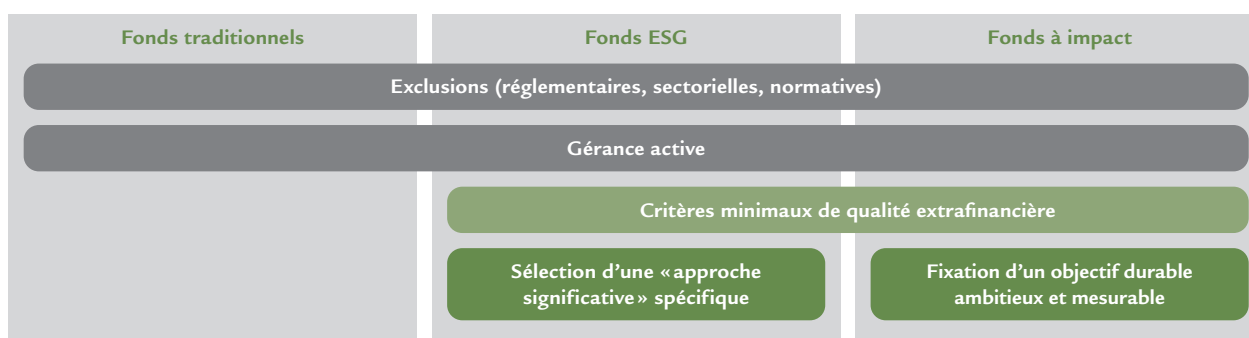 Fonds traditionnels
Fonds ESG
Fonds à impact
Exclusions (réglementaires, sectorielles, normatives)
Gérance active
Critères minimaux de qualité extrafinancière
Sélection d’une «approche
significative» spécifique
Fixation d’un objectif durable
ambitieux et mesurable